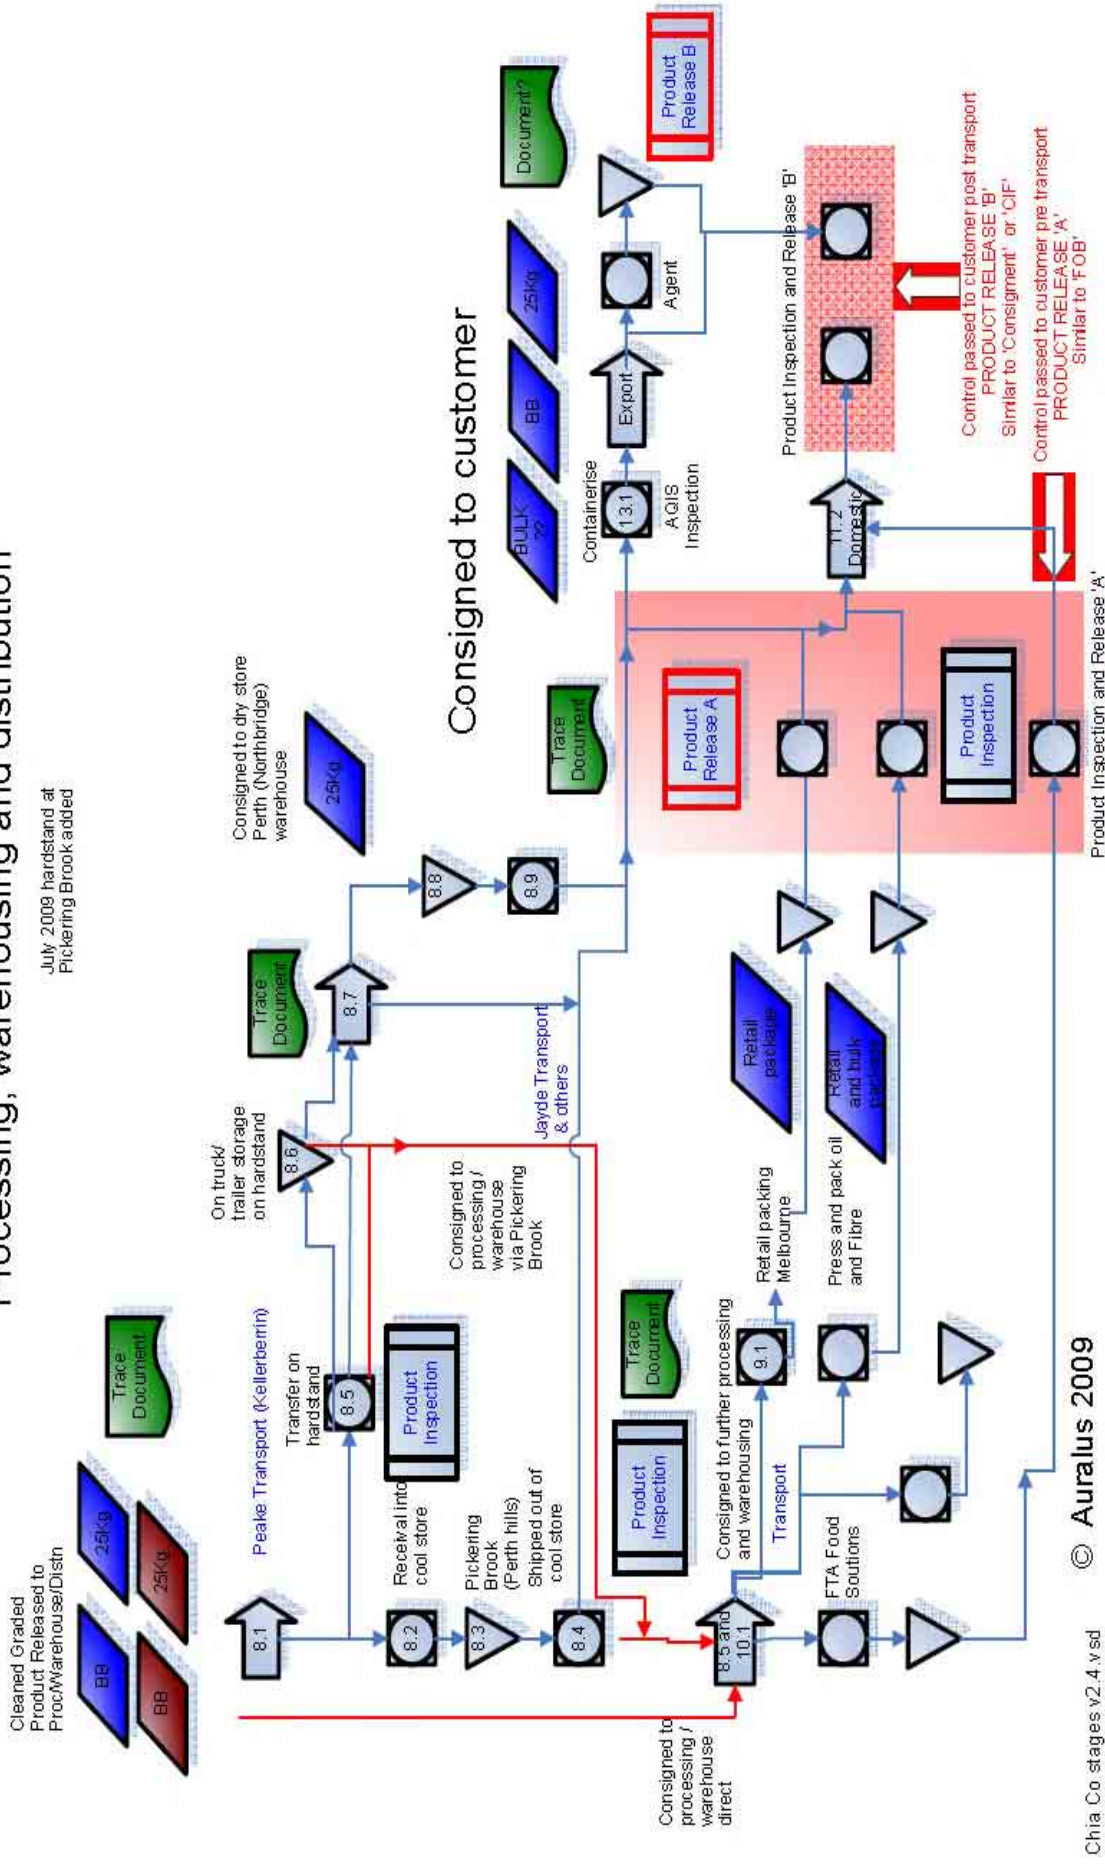 Processing, warehousing and distribution
July 2009 hardstand at
Pickering Brook added
Cleaned Graded
Product Released to
Proc/Warehouse/Distn
BB
25Kg
BB
25Kg
Trace
Document
8.1
Peake Transport (Kellerberrin)
Transfer on
hardstand
8.5
On truck/
trailer storage
on hardstand
8.6
Trace
Document
8.7
Consigned to dry store
Perth (Northbridge)
warehouse
25Kg
8.8
8.9
Receival into
cool store
8.2
Product
Inspection
Pickering
Brook
(Perth hills)
8.3
Shipped out of
cool store
8.4
Consigned to
processing /
warehouse
via Pickering
Brook
Jayde Transport
& others
Consigned to customer
Trace
Document
BULK
??
BB
25Kg
Document?
Containerise
13.1
AQIS
Inspection
Export
Agent
Product
Release B
Consigned to
processing /
warehouse
direct
Product
Inspection
Trace
Document
8.5 and
10.1
Consigned to further processing
and warehousing
Transport
9.1
Retail packing
Melbourne
Retail
package
Press and pack oil
and Fibre
Retail
and bulk
package
FTA Food
Soutions
Product
Release A
Product
Inspection
11.2
Domestic
Product Inspection and Release 'B'
Control passed to customer post transport
PRODUCT RELEASE 'B'
Similar to 'Consigment' or 'CIF'
Control passed to customer pre transport
PRODUCT RELEASE 'A'
Similar to 'FOB'
Product Inspection and Release 'A'
© Auralus 2009
Chia Co stages v2.4.vsd